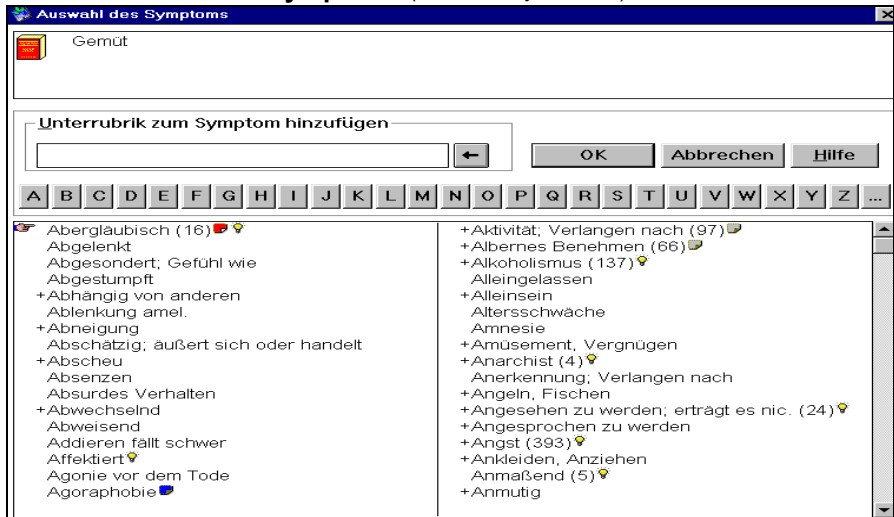 Auswahl des Symptoms
Gemüt
Unterrubrik zum Symptom hinzufügen
OK Abbrechen Hilfe
A B C D E F G H I J K L M N O P Q R S T U V W X Y Z ...
Abergläubisch (16)
Abgelenkt
Abgesondert; Gefühl wie
Abgestumpft
+Abhängig von anderen
Ablenkung amel.
+Abneigung
Abschätzig; äußert sich oder handelt
+Abscheu
Absenzen
Absurdes Verhalten
+Abwechselnd
Abweisend
Addieren fällt schwer
Affektiert
Agonie vor dem Tode
Agoraphobie
+Aktivität; Verlangen nach (97)
+Albernes Benehmen (66)
+Alkoholismus (137)
Alleingelassen
+Alleinsein
Altersschwäche
Amnesie
+Amüsement, Vergnügen
+Anarchist (4)
Anerkennung; Verlangen nach
+Angeln, Fischen
+Angesehen zu werden; erträgt es nic. (24)
+Angesprochen zu werden
+Angst (393)
+Ankleiden, Anziehen
Anmaßend (5)
+Anmutig